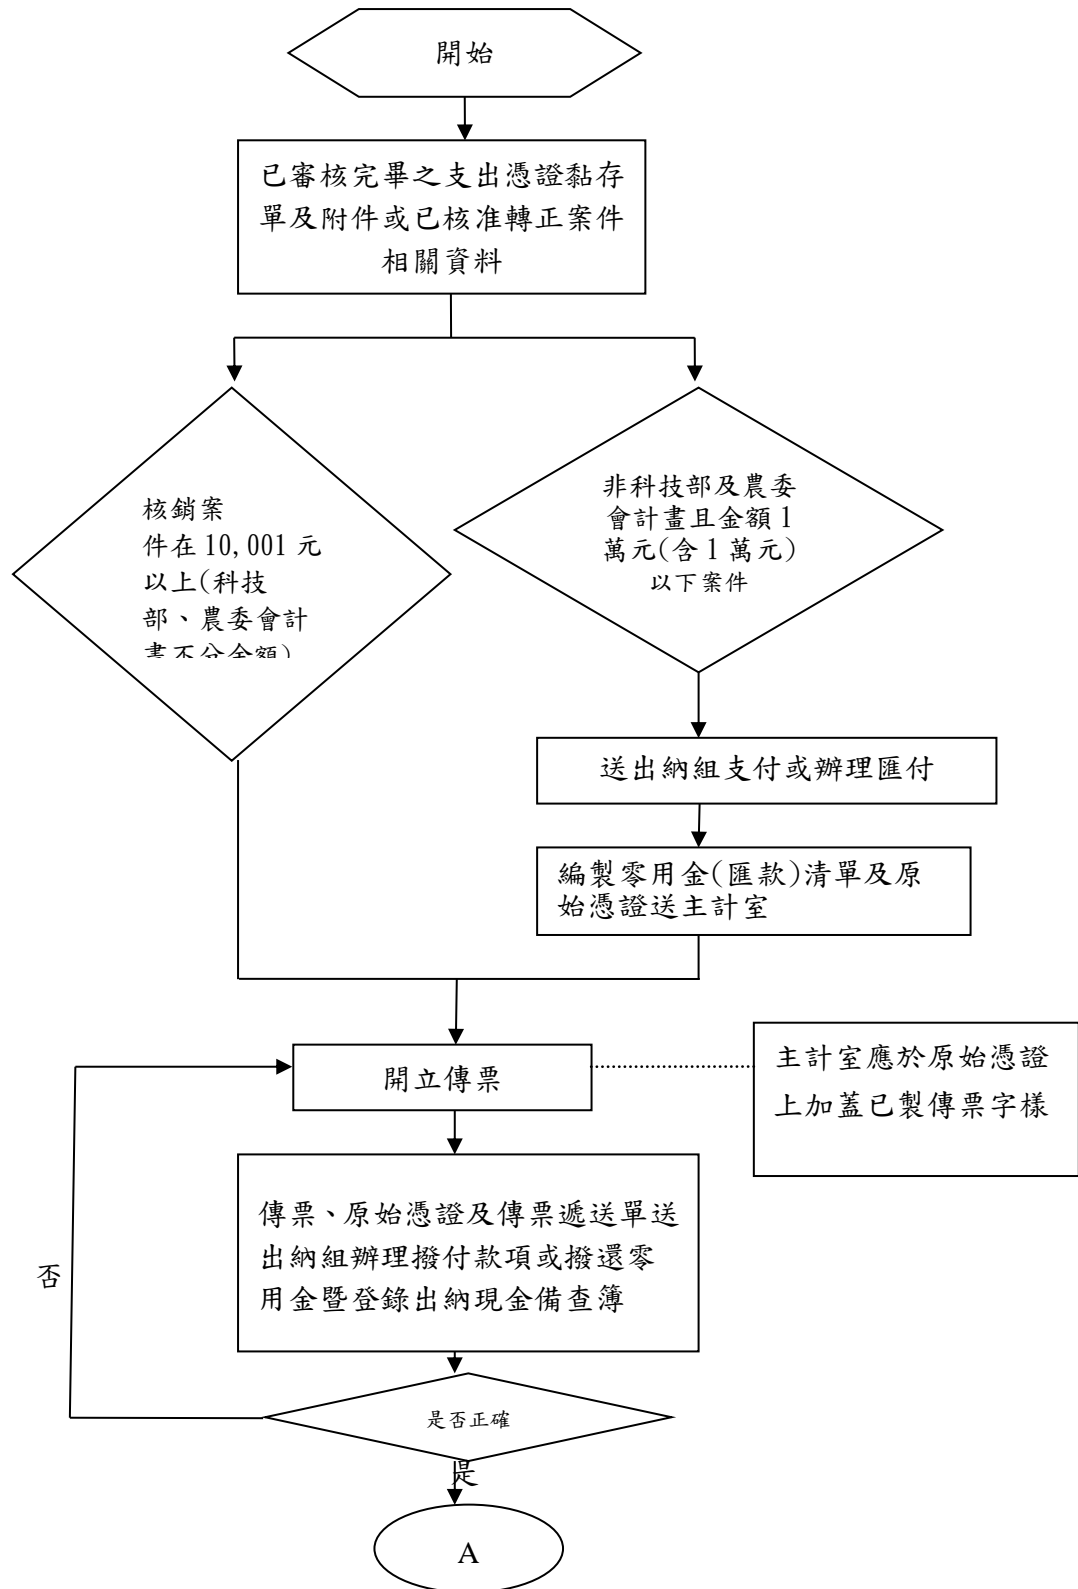 開始
已審核完畢之支出憑證黏存
單及附件或已核准轉正案件
相關資料
核銷案
件在10,001元
以上(科技
部、農委會計
畫不分金額)
非科技部及農委
會計畫且金額1
萬元(含1萬元)
以下案件
送出納組支付或辦理匯付
編製零用金(匯款)清單及原
始憑證送主計室
開立傳票
主計室應於原始憑證
上加蓋已製傳票字樣
傳票、原始憑證及傳票遞送單送
出納組辦理撥付款項或撥還零
用金暨登錄出納現金備查簿
否
是否正確
是
A